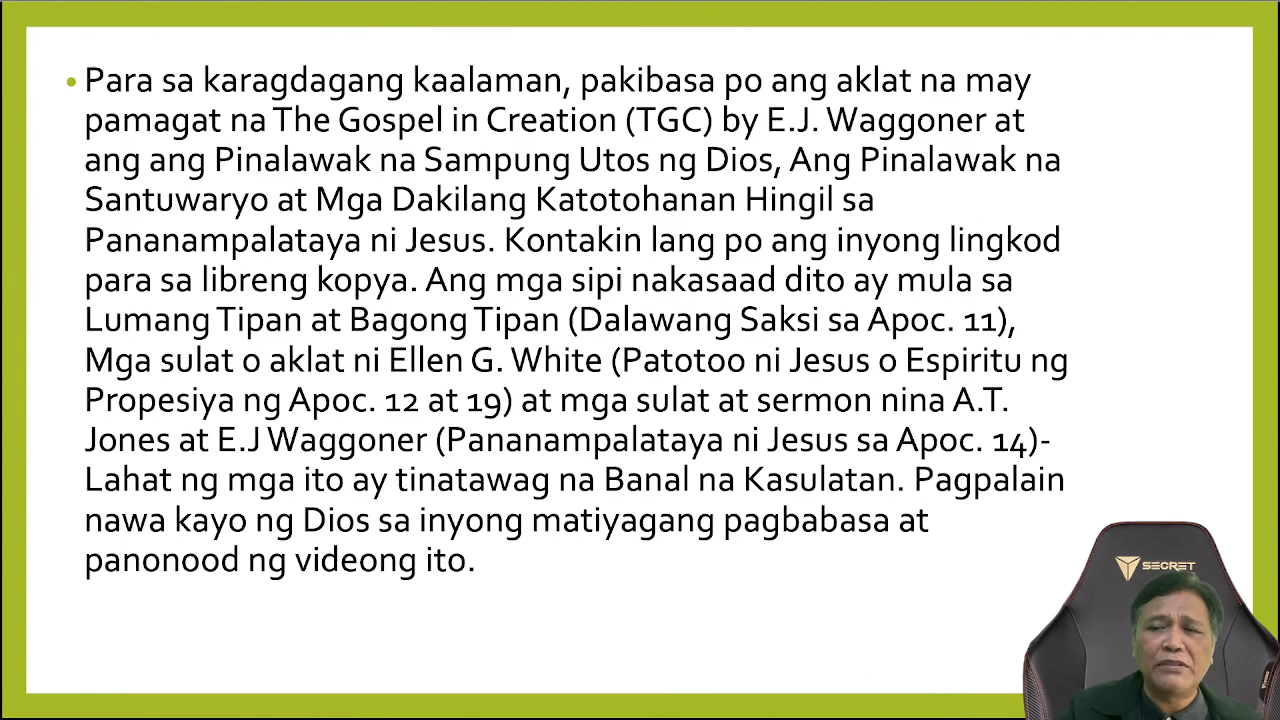 • Para sa karagdagang kaalaman, pakibasa po ang aklat na may
pamagat na The Gospel in Creation (TGC) by E.J. Waggoner at
ang ang Pinalawak na Sampung Utos ng Dios, Ang Pinalawak na
Santuwaryo at Mga Dakilang Katotohanan Hingil sa
Pananampalataya ni Jesus. Kontakin lang po ang inyong lingkod
para sa libreng kopya. Ang mga sipi nakasaad dito ay mula sa
Lumang Tipan at Bagong Tipan (Dalawang Saksi sa Apoc. 11),
Mga sulat o aklat ni Ellen G. White (Patotoo ni Jesus o Espiritu ng
Propesiya ng Apoc. 12 at 19) at mga sulat at sermon nina A.T.
Jones at E.J Waggoner (Pananampalataya ni Jesus sa Apoc. 14)-
Lahat ng mga ito ay tinatawag na Banal na Kasulatan. Pagpalain
nawa kayo ng Dios sa inyong matiyagang pagbabasa at
panonood ng videong ito.
SECRET